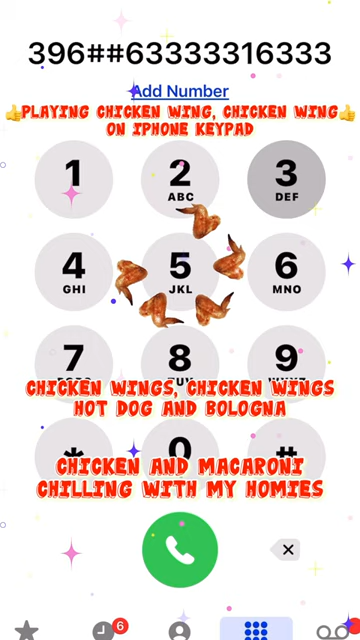 396##63333316333
Add Number
👍PLAYING CHICKEN WING, CHICKEN WING👍
ON IPHONE KEYPAD
1 2 3
ABC DEF
4 5 6
GHI JKL MNO
7 8 9
CHICKEN WINGS, CHICKEN WINGS
HOT DOG AND BOLOGNA
* 0 #
CHICKEN AND MACARONI
CHILLING WITH MY HOMIES
6